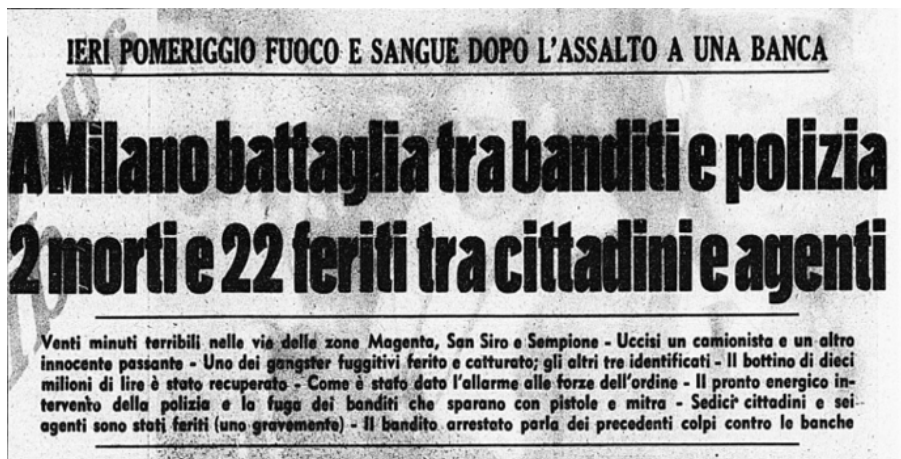 IERI POMERIGGIO FUOCO E SANGUE DOPO L'ASSALTO A UNA BANCA
A Milano battaglia tra banditi e polizia
2 morti e 22 feriti tra cittadini e agenti
Venti minuti terribili nelle vie delle zone Magenta, San Siro e Sempione - Uccisi un camionista e un altro
innocente passante - Uno dei gangster fuggitivi ferito e catturato; gli altri tre identificati - Il bottino di dieci
milioni di lire è stato recuperato - Come è stato dato l'allarme alle forze dell'ordine - Il pronto energico in-
tervento della polizia e la fuga dei banditi che sparano con pistole e mitra - Sedici cittadini e sei
agenti sono stati feriti (uno gravemente) - Il bandito arrestato parla dei precedenti colpi contro le banche